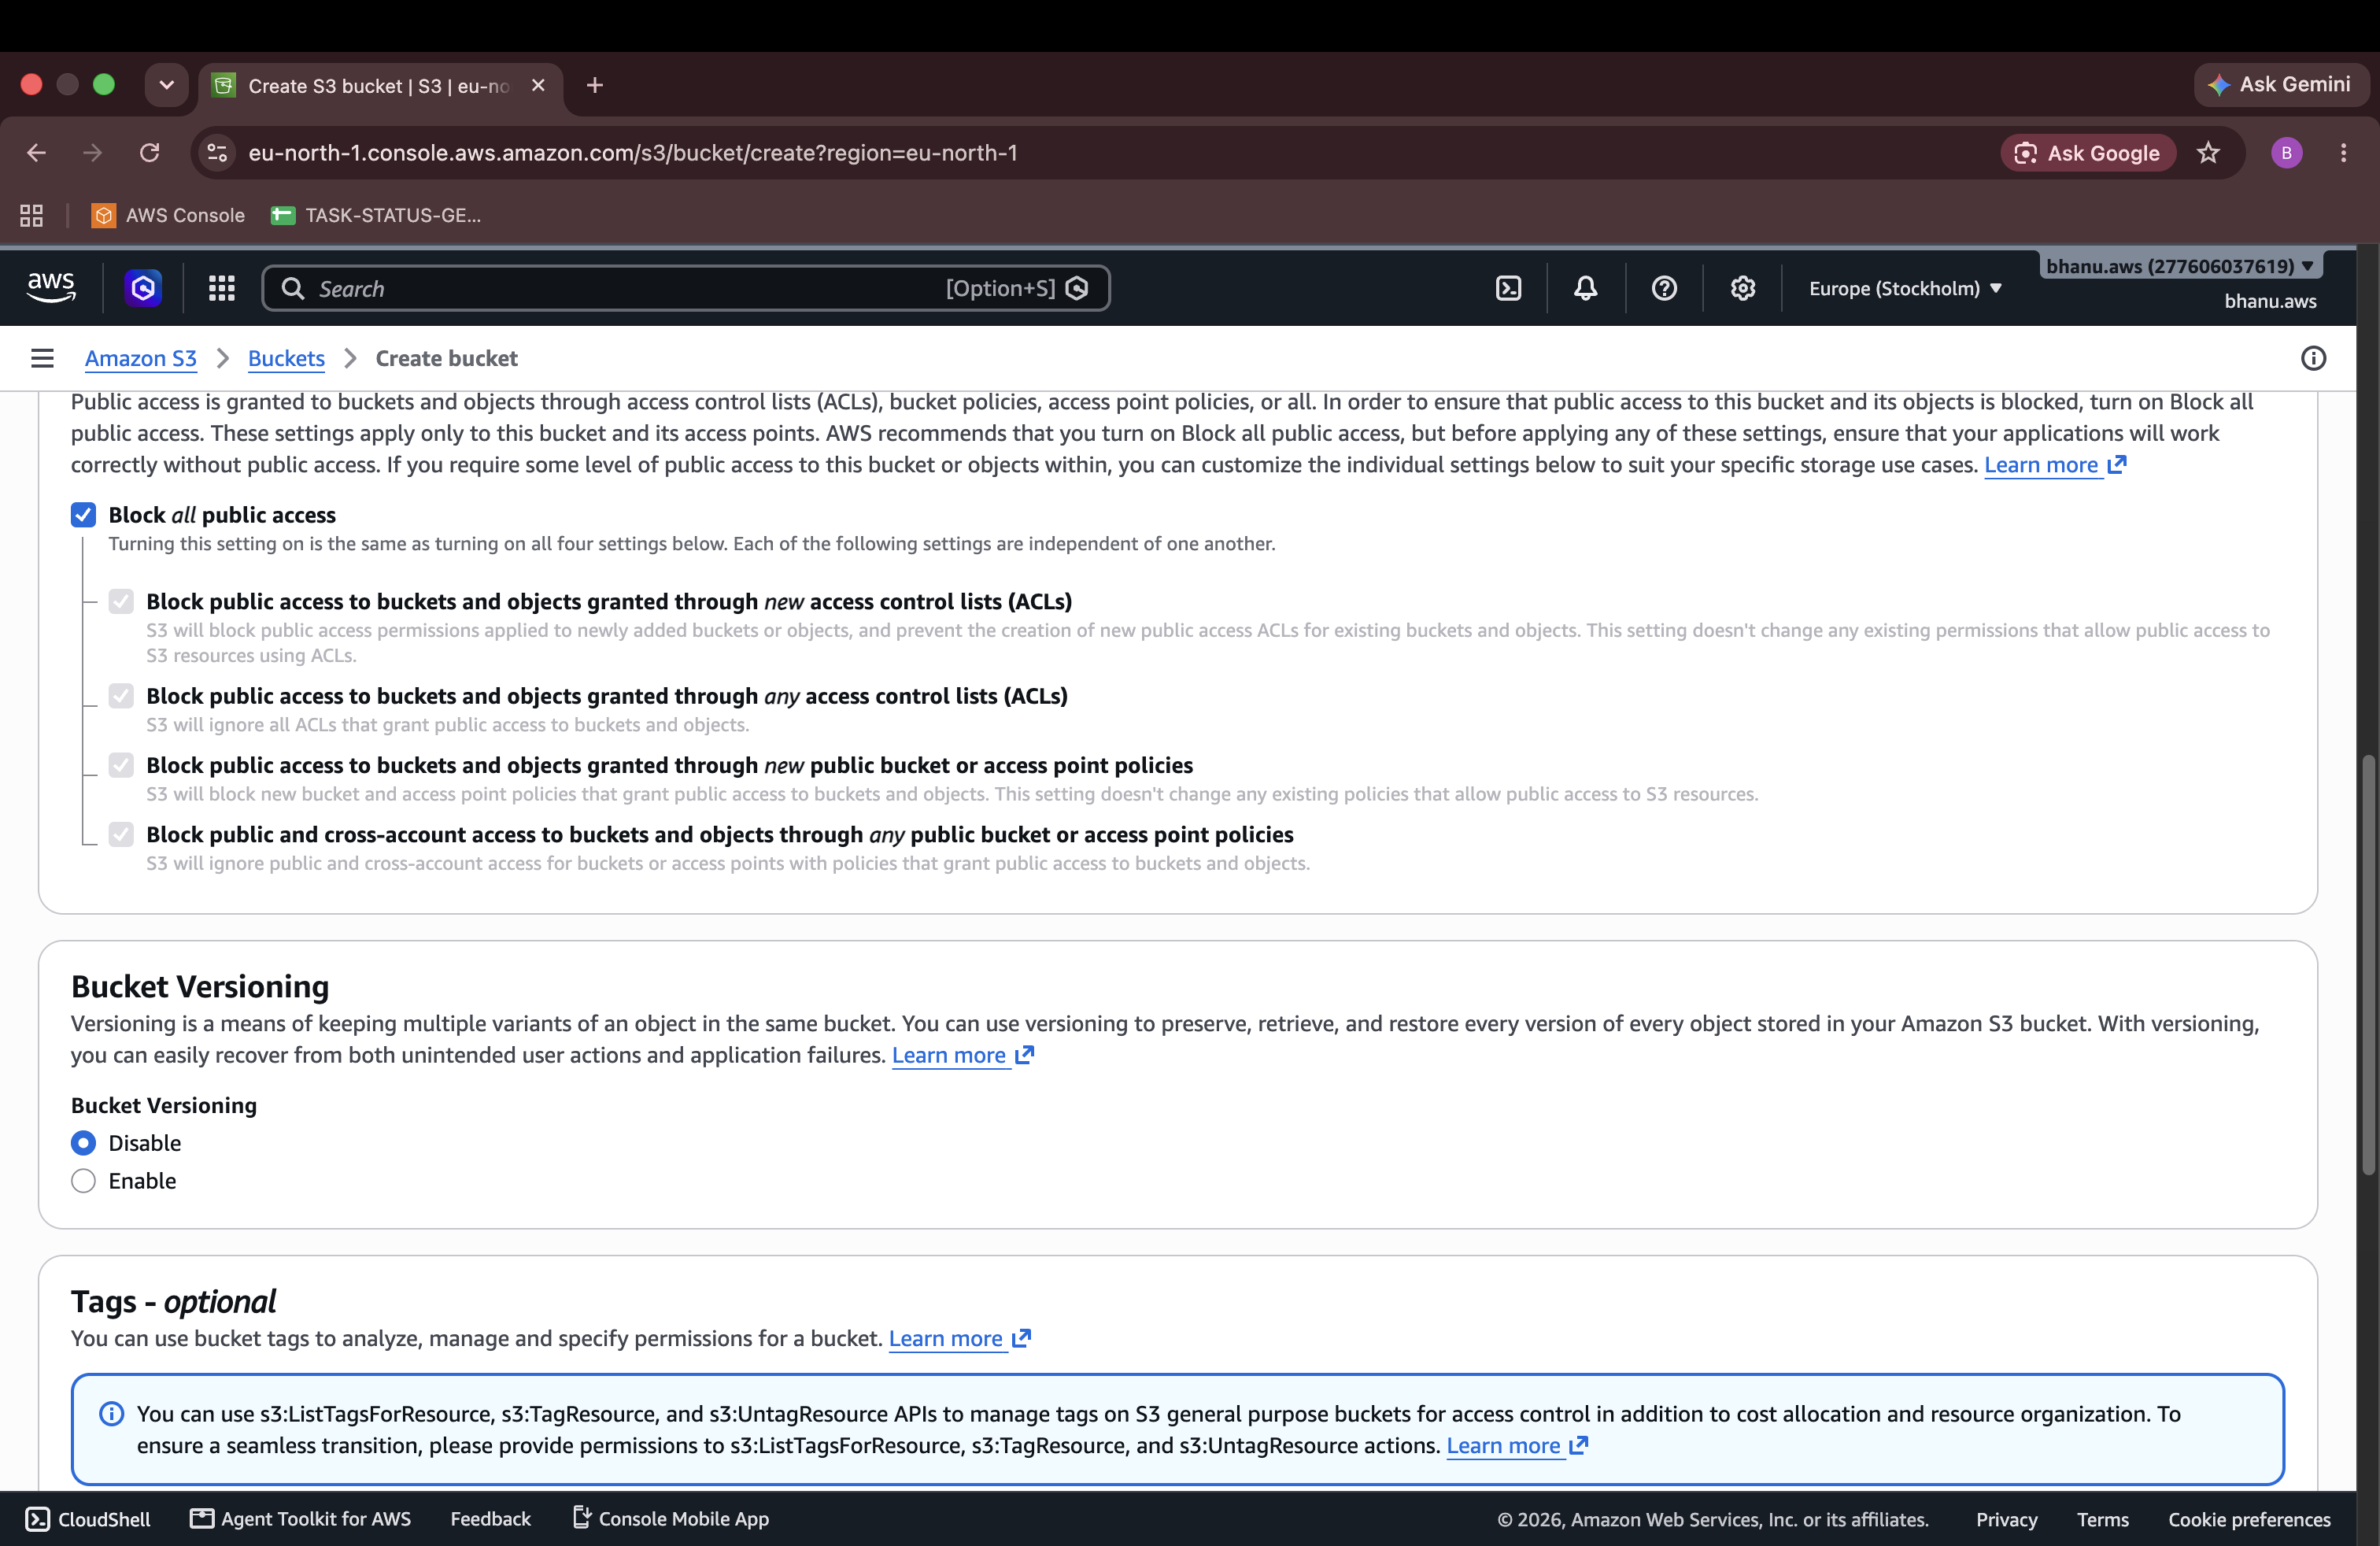 Create S3 bucket | S3 | eu-no
Ask Gemini
eu-north-1.console.aws.amazon.com/s3/bucket/create?region=eu-north-1
Ask Google
B
AWS Console
TASK-STATUS-GE...
aws
Search
[Option+S]
Europe (Stockholm)
bhanu.aws (277606037619)
bhanu.aws
Amazon S3
Buckets
Create bucket
Public access is granted to buckets and objects through access control lists (ACLs), bucket policies, access point policies, or all. In order to ensure that public access to this bucket and its objects is blocked, turn on Block all
public access. These settings apply only to this bucket and its access points. AWS recommends that you turn on Block all public access, but before applying any of these settings, ensure that your applications will work
correctly without public access. If you require some level of public access to this bucket or objects within, you can customize the individual settings below to suit your specific storage use cases. Learn more
Block all public access
Turning this setting on is the same as turning on all four settings below. Each of the following settings are independent of one another.
Block public access to buckets and objects granted through new access control lists (ACLs)
S3 will block public access permissions applied to newly added buckets or objects, and prevent the creation of new public access ACLs for existing buckets and objects. This setting doesn't change any existing permissions that allow public access to
S3 resources using ACLs.
Block public access to buckets and objects granted through any access control lists (ACLs)
S3 will ignore all ACLs that grant public access to buckets and objects.
Block public access to buckets and objects granted through new public bucket or access point policies
S3 will block new bucket and access point policies that grant public access to buckets and objects. This setting doesn't change any existing policies that allow public access to S3 resources.
Block public and cross-account access to buckets and objects through any public bucket or access point policies
S3 will ignore public and cross-account access for buckets or access points with policies that grant public access to buckets and objects.
Bucket Versioning
Versioning is a means of keeping multiple variants of an object in the same bucket. You can use versioning to preserve, retrieve, and restore every version of every object stored in your Amazon S3 bucket. With versioning,
you can easily recover from both unintended user actions and application failures. Learn more
Bucket Versioning
Disable
Enable
Tags - optional
You can use bucket tags to analyze, manage and specify permissions for a bucket. Learn more
You can use s3:ListTagsForResource, s3:TagResource, and s3:UntagResource APIs to manage tags on S3 general purpose buckets for access control in addition to cost allocation and resource organization. To
ensure a seamless transition, please provide permissions to s3:ListTagsForResource, s3:TagResource, and s3:UntagResource actions. Learn more
CloudShell
Agent Toolkit for AWS
Feedback
Console Mobile App
© 2026, Amazon Web Services, Inc. or its affiliates.
Privacy
Terms
Cookie preferences